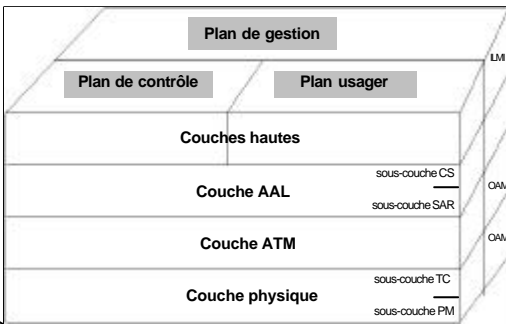 Plan de gestion
ILMI
Plan de contrôle
Plan usager
Couches hautes
sous-couche CS
Couche AAL
OAM
sous-couche SAR
Couche ATM
OAM
sous-couche TC
Couche physique
sous-couche PM